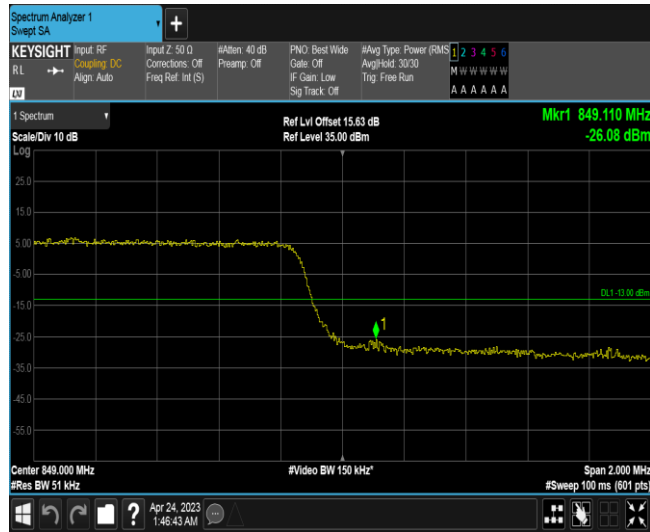 Spectrum Analyzer 1
Swept SA
KEYSIGHT
RL
LXI
Input: RF
Coupling: DC
Align: Auto
Input Z: 50 Ω
Corrections: Off
Freq Ref: Int (S)
#Atten: 40 dB
Preamp: Off
PNO: Best Wide
Gate: Off
IF Gain: Low
Sig Track: Off
#Avg Type: Power (RMS
Avg|Hold: 30/30
Trig: Free Run
1 2 3 4 5 6
M W W W W W
A A A A A A
1 Spectrum
Scale/Div 10 dB
Ref Lvl Offset 15.63 dB
Ref Level 35.00 dBm
Mkr1 849.110 MHz
-26.08 dBm
Log
25.0
15.0
5.00
-5.00
DL1 -13.00 dBm
-15.0
1
-25.0
-35.0
-45.0
-55.0
Center 849.000 MHz
#Video BW 150 kHz*
Span 2.000 MHz
#Res BW 51 kHz
#Sweep 100 ms (601 pts)
?
Apr 24, 2023
1:46:43 AM